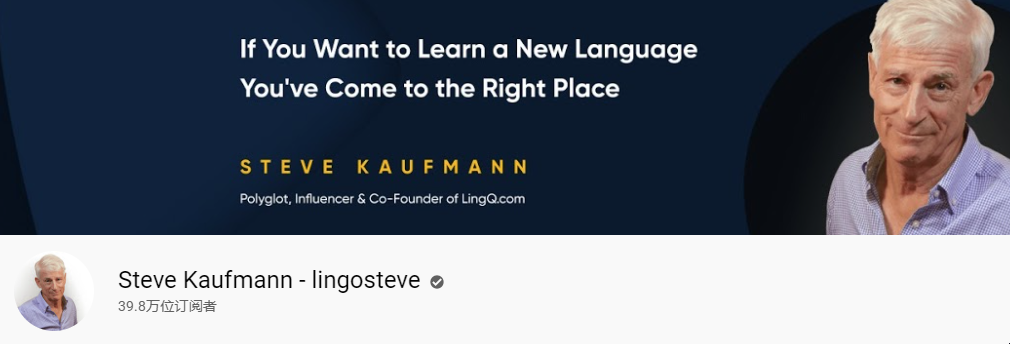 If You Want to Learn a New Language
You've Come to the Right Place
STEVE KAUFMANN
Polyglot, Influencer & Co-Founder of LingQ.com
Steve Kaufmann - lingosteve
39.8万位订阅者